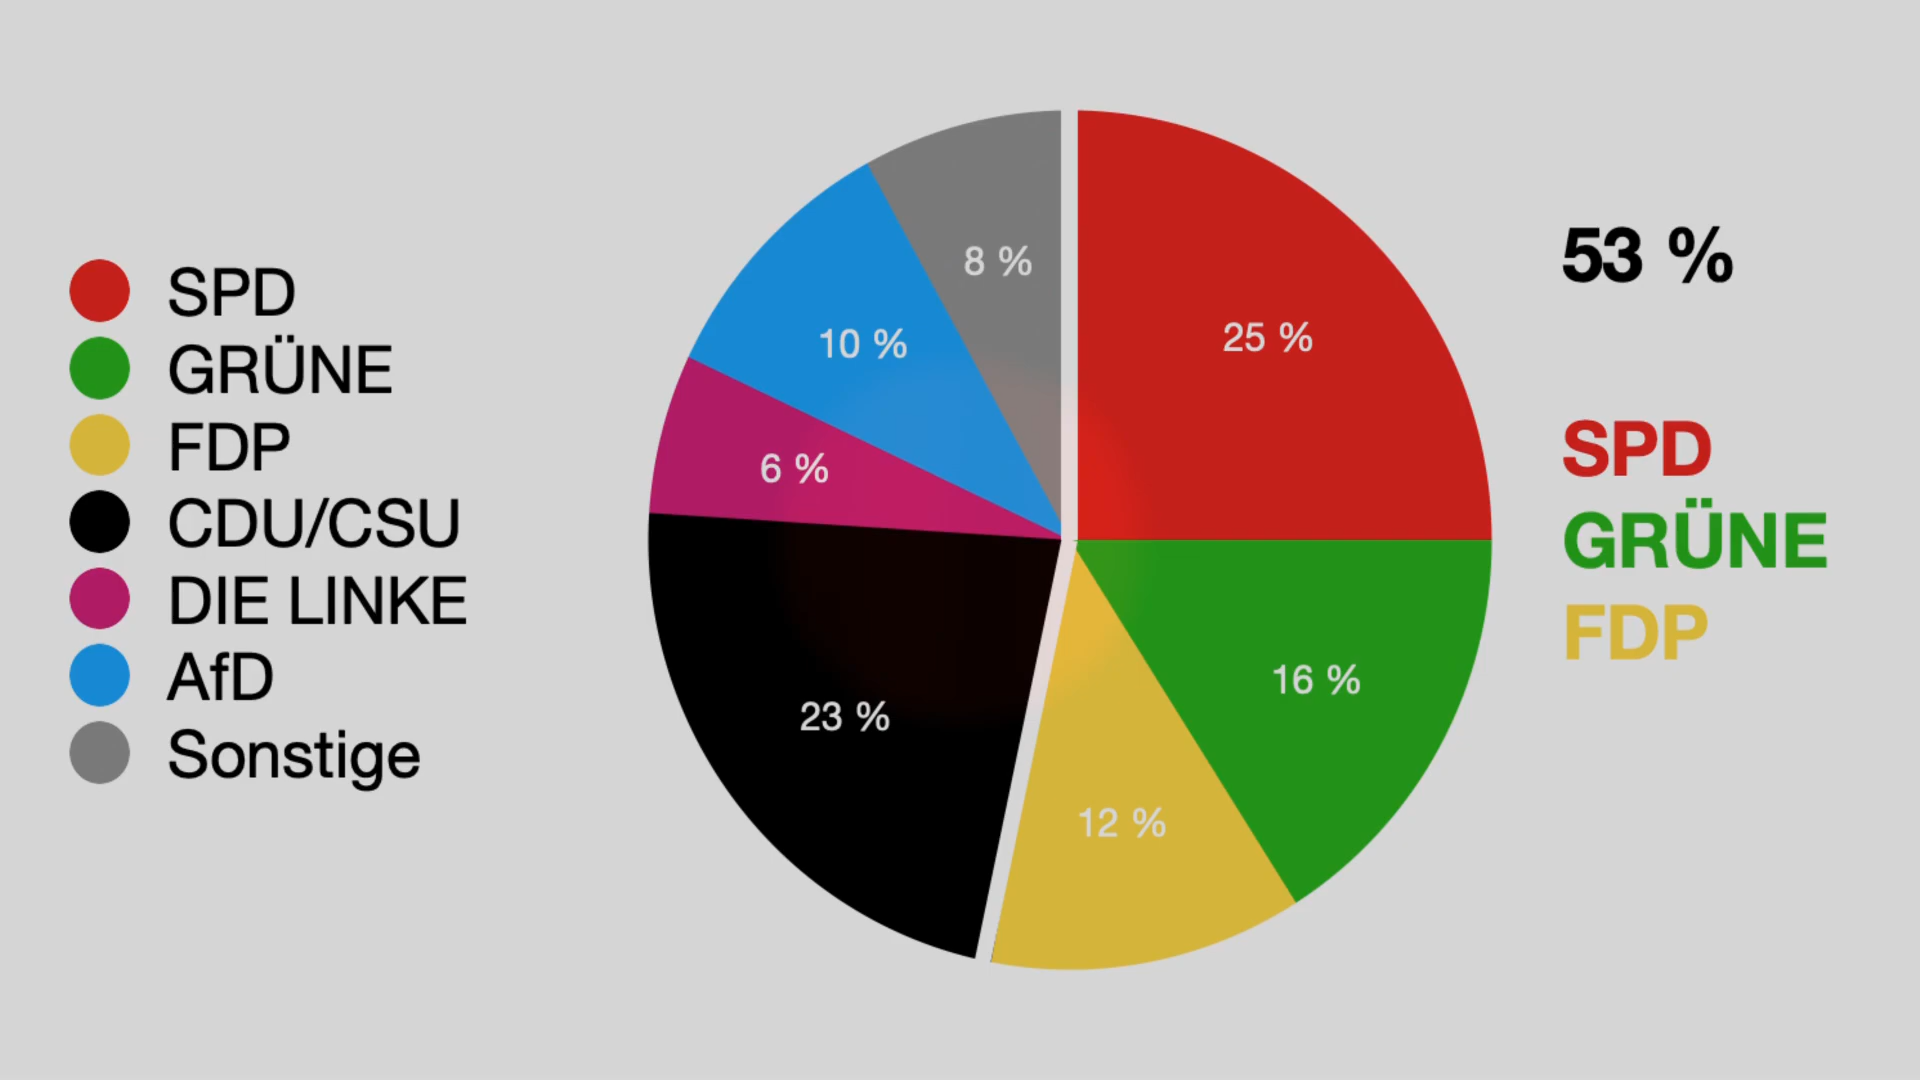 SPD
GRÜNE
FDP
CDU/CSU
DIE LINKE
AfD
Sonstige
8 %
10 %
6 %
23 %
25 %
16 %
12 %
53 %
SPD
GRÜNE
FDP